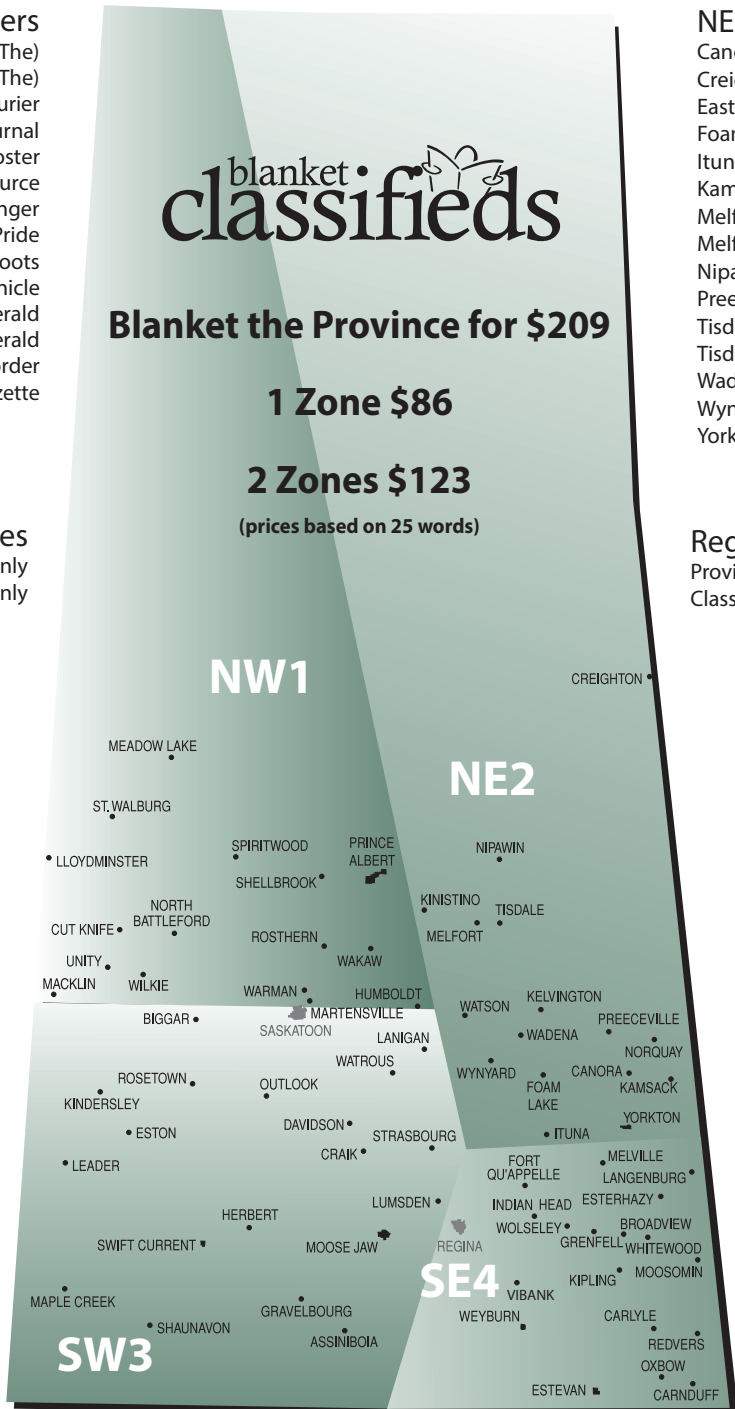 ers
The)
The)
urier
urnal
oster
urce
nger
Pride
oots
nicle
erald
erald
order
zette
es
nly
nly
blanket
classifieds
Blanket the Province for $209
1 Zone $86
2 Zones $123
(prices based on 25 words)
NE
Cano
Creig
East
Foar
Itun
Kam
Melf
Melf
Nipa
Pree
Tisd
Tisd
Wad
Wyn
York
Reg
Provi
Class
NW1
CREIGHTON
MEADOW LAKE
NE2
ST. WALBURG
LLOYDMINSTER
SPIRITWOOD
PRINCE
ALBERT
NIPAWIN
SHELLBROOK
KINISTINO
TISDALE
NORTH
BATTLEFORD
CUT KNIFE
ROSTHERN
MELFORT
UNITY
WAKAW
MACKLIN
WILKIE
WARMAN
HUMBOLDT
WATSON
KELVINGTON
BIGGAR
MARTENSVILLE
SASKATOON
PREECEVILLE
LANIGAN
WADENA
NORQUAY
WATROUS
WYNYARD
CANORA
ROSETOWN
OUTLOOK
FOAM
LAKE
KAMSACK
KINDERSLEY
DAVIDSON
YORKTON
ESTON
STRASBOURG
ITUNA
CRAIK
LEADER
FORT
QU'APPELLE
MELVILLE
LANGENBURG
LUMSDEN
INDIAN HEAD
ESTERHAZY
HERBERT
WOLSELEY
BROADVIEW
SWIFT CURRENT
MOOSE JAW
REGINA
GRENFELL
WHITEWOOD
SE4
VIBANK
KIPLING
MOOSOMIN
MAPLE CREEK
GRAVELBOURG
WEYBURN
CARLYLE
SHAUNAVON
ASSINIBOIA
REDVERS
SW3
OXBOW
ESTEVAN
CARNDUFF